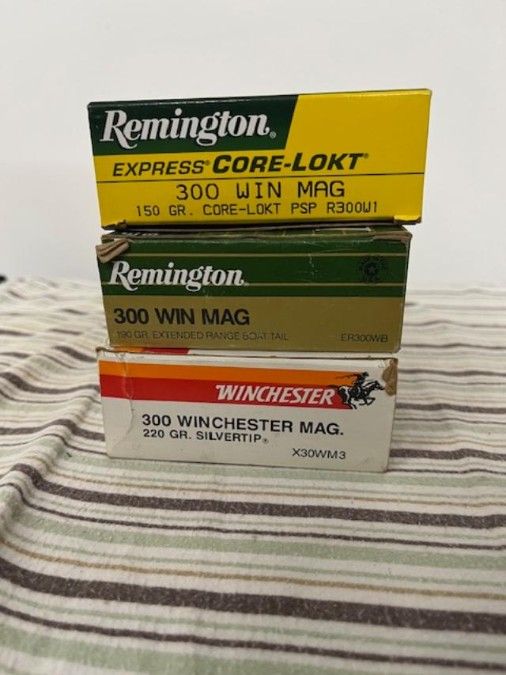 Remington®
EXPRESS® CORE-LOKT®
300 WIN MAG
150 GR. CORE-LOKT PSP R300W1
Remington®
300 WIN MAG
190 GR. EXTENDED RANGE BOAT TAIL ER300WB
WINCHESTER
300 WINCHESTER MAG.
220 GR. SILVERTIP®
X30WM3